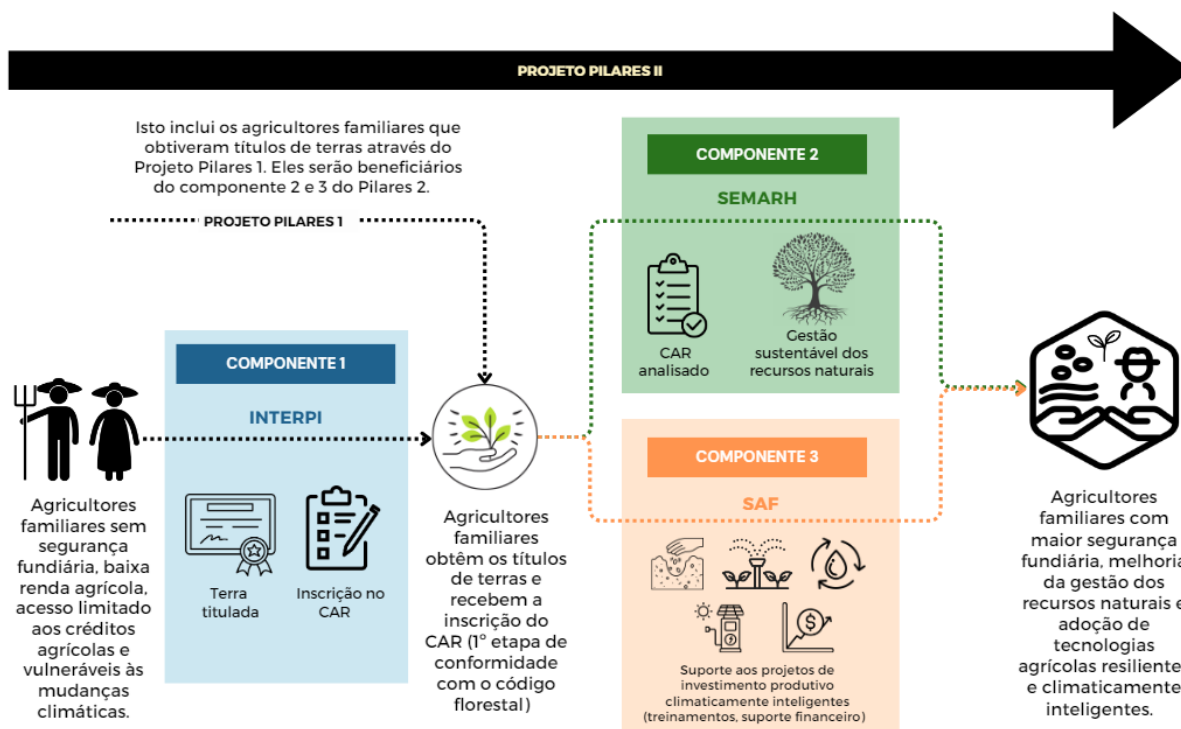 PROJETO PILARES II
Isto inclui os agricultores familiares que
obtiveram títulos de terras através do
Projeto Pilares 1. Eles serão beneficiários
do componente 2 e 3 do Pilares 2.
PROJETO PILARES 1
COMPONENTE 1
INTERPI
Terra
titulada
Inscrição no
CAR
Agricultores
familiares sem
segurança
fundiária, baixa
renda agrícola,
acesso limitado
aos créditos
agrícolas e
vulneráveis às
mudanças
climáticas.
Agricultores
familiares
obtêm os títulos
de terras e
recebem a
inscrição do
CAR (1º etapa de
conformidade
com o código
florestal)
COMPONENTE 2
SEMARH
CAR
analisado
Gestão
sustentável dos
recursos naturais
COMPONENTE 3
SAF
Suporte aos projetos de
investimento produtivo
climaticamente inteligentes
(treinamentos, suporte financeiro)
Agricultores
familiares com
maior segurança
fundiária, melhoria
da gestão dos
recursos naturais e
adoção de
tecnologias
agrícolas resiliente
e climaticamente
inteligentes.